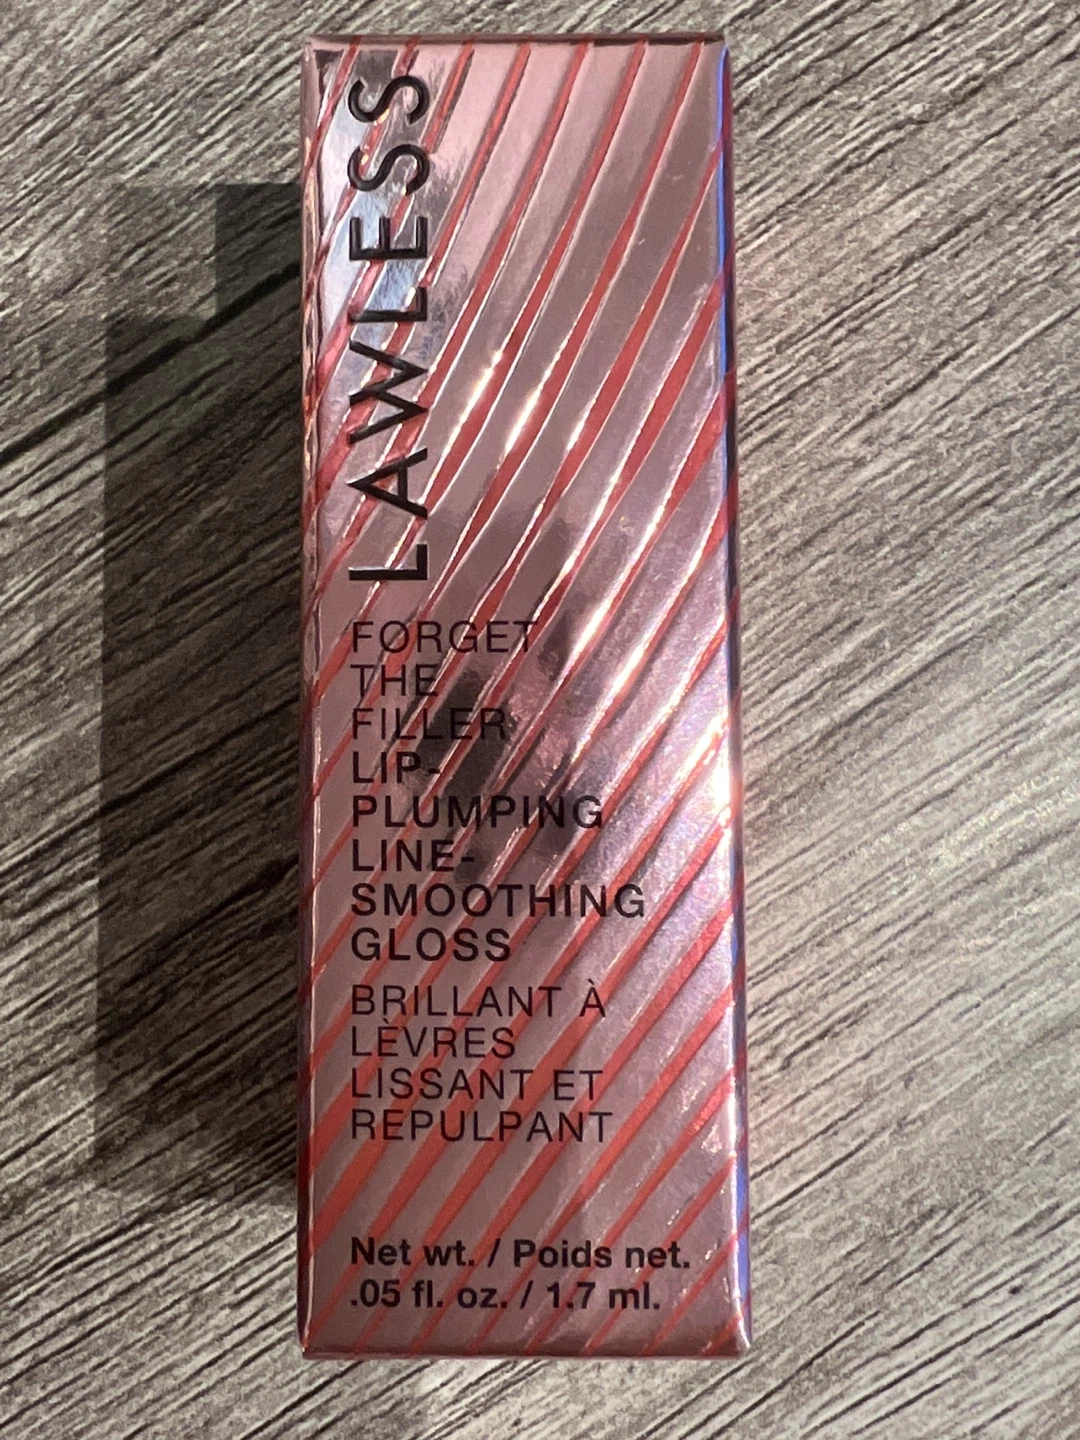 LAWLESS
FORGET
THE
FILLER
LIP-
PLUMPING
LINE-
SMOOTHING
GLOSS
BRILLANT À
LÈVRES
LISSANT ET
REPULPANT
Net wt. / Poids net.
.05 fl. oz. / 1.7 ml.